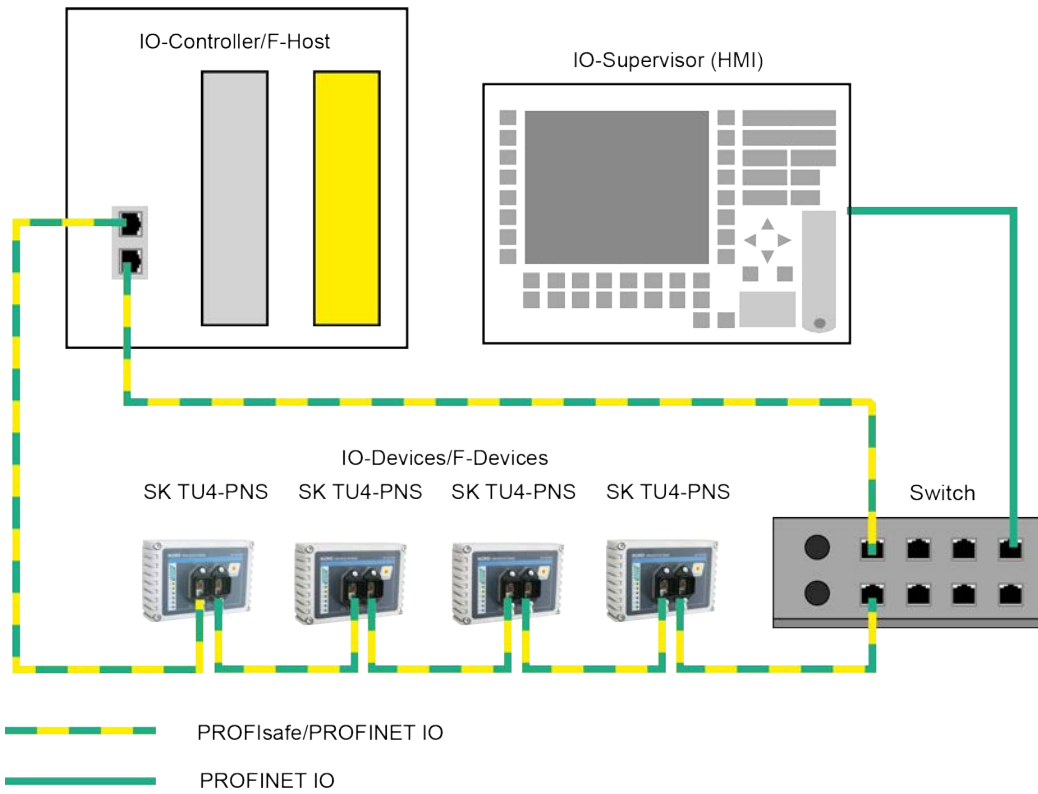 IO-Controller/F-Host
IO-Supervisor (HMI)
IO-Devices/F-Devices
SK TU4-PNS SK TU4-PNS SK TU4-PNS SK TU4-PNS
Switch
PROFIsafe/PROFINET IO
PROFINET IO